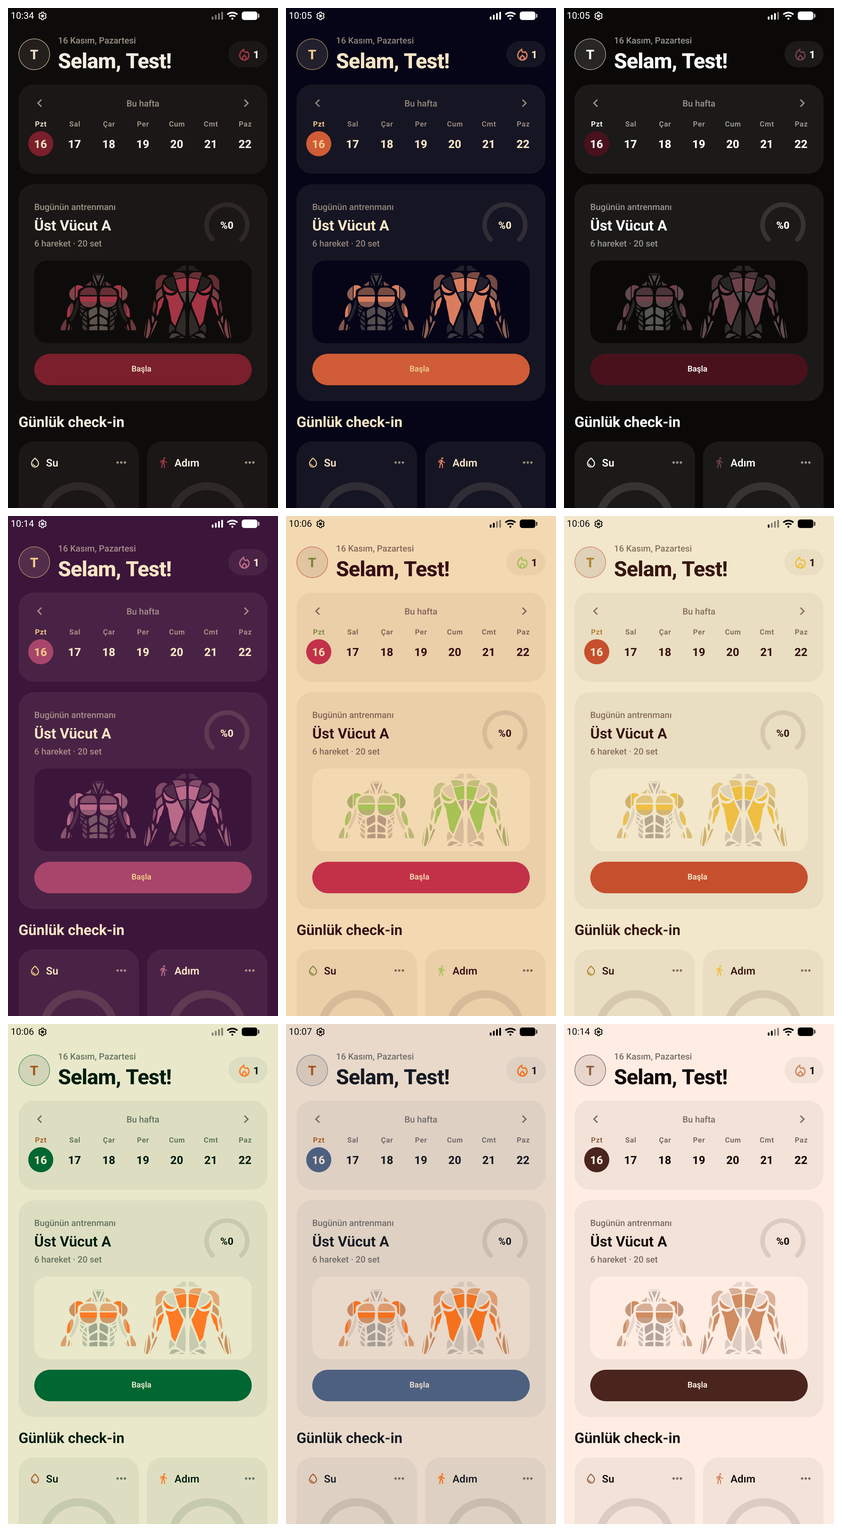 10:34
16 Kasım, Pazartesi
T
Selam, Test!
1
Bu hafta
Pzt Sal Çar Per Cum Cmt Paz
16 17 18 19 20 21 22
Bugünün antrenmanı
Üst Vücut A
%0
6 hareket · 20 set
Başla
Günlük check-in
Su
Adım
10:05
16 Kasım, Pazartesi
T
Selam, Test!
1
Bu hafta
Pzt Sal Çar Per Cum Cmt Paz
16 17 18 19 20 21 22
Bugünün antrenmanı
Üst Vücut A
%0
6 hareket · 20 set
Başla
Günlük check-in
Su
Adım
10:05
16 Kasım, Pazartesi
T
Selam, Test!
1
Bu hafta
Pzt Sal Çar Per Cum Cmt Paz
16 17 18 19 20 21 22
Bugünün antrenmanı
Üst Vücut A
%0
6 hareket · 20 set
Başla
Günlük check-in
Su
Adım
10:14
16 Kasım, Pazartesi
T
Selam, Test!
1
Bu hafta
Pzt Sal Çar Per Cum Cmt Paz
16 17 18 19 20 21 22
Bugünün antrenmanı
Üst Vücut A
%0
6 hareket · 20 set
Başla
Günlük check-in
Su
Adım
10:06
16 Kasım, Pazartesi
T
Selam, Test!
1
Bu hafta
Pzt Sal Çar Per Cum Cmt Paz
16 17 18 19 20 21 22
Bugünün antrenmanı
Üst Vücut A
%0
6 hareket · 20 set
Başla
Günlük check-in
Su
Adım
10:06
16 Kasım, Pazartesi
T
Selam, Test!
1
Bu hafta
Pzt Sal Çar Per Cum Cmt Paz
16 17 18 19 20 21 22
Bugünün antrenmanı
Üst Vücut A
%0
6 hareket · 20 set
Başla
Günlük check-in
Su
Adım
10:06
16 Kasım, Pazartesi
T
Selam, Test!
1
Bu hafta
Pzt Sal Çar Per Cum Cmt Paz
16 17 18 19 20 21 22
Bugünün antrenmanı
Üst Vücut A
%0
6 hareket · 20 set
Başla
Günlük check-in
Su
Adım
10:07
16 Kasım, Pazartesi
T
Selam, Test!
1
Bu hafta
Pzt Sal Çar Per Cum Cmt Paz
16 17 18 19 20 21 22
Bugünün antrenmanı
Üst Vücut A
%0
6 hareket · 20 set
Başla
Günlük check-in
Su
Adım
10:14
16 Kasım, Pazartesi
T
Selam, Test!
1
Bu hafta
Pzt Sal Çar Per Cum Cmt Paz
16 17 18 19 20 21 22
Bugünün antrenmanı
Üst Vücut A
%0
6 hareket · 20 set
Başla
Günlük check-in
Su
Adım